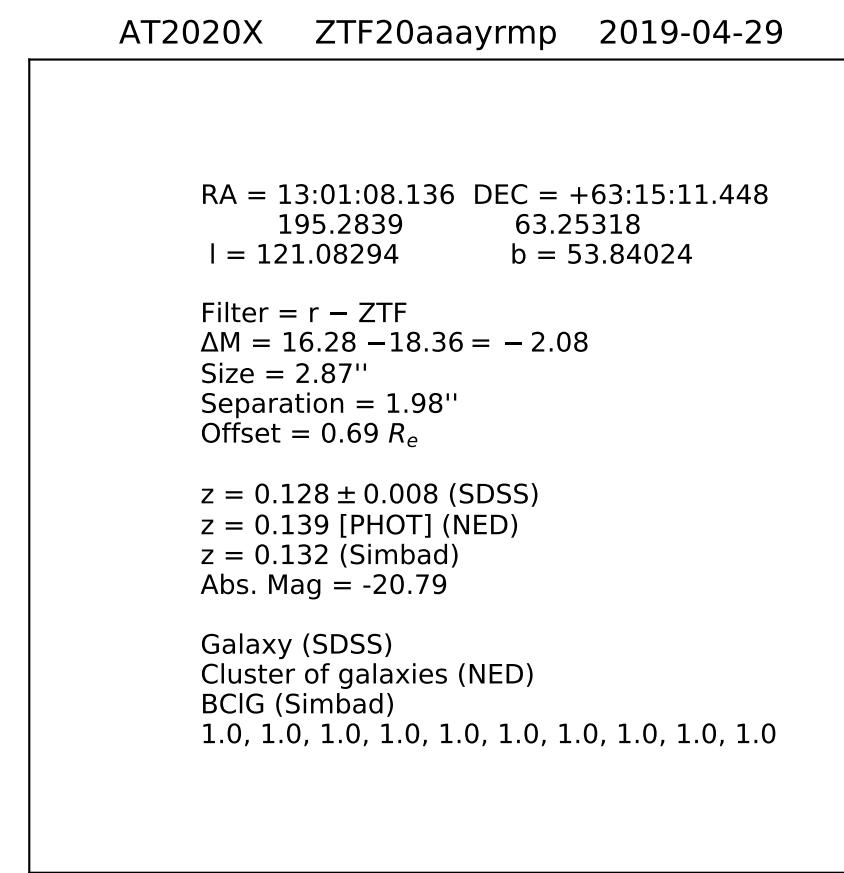 AT2020X ZTF20aaayrmp 2019-04-29
RA = 13:01:08.136 DEC = +63:15:11.448
195.2839 63.25318
l = 121.08294 b = 53.84024
Filter = r − ZTF
ΔM = 16.28 −18.36 = − 2.08
Size = 2.87''
Separation = 1.98''
Offset = 0.69 Rₑ
z = 0.128 ± 0.008 (SDSS)
z = 0.139 [PHOT] (NED)
z = 0.132 (Simbad)
Abs. Mag = -20.79
Galaxy (SDSS)
Cluster of galaxies (NED)
BClG (Simbad)
1.0, 1.0, 1.0, 1.0, 1.0, 1.0, 1.0, 1.0, 1.0, 1.0